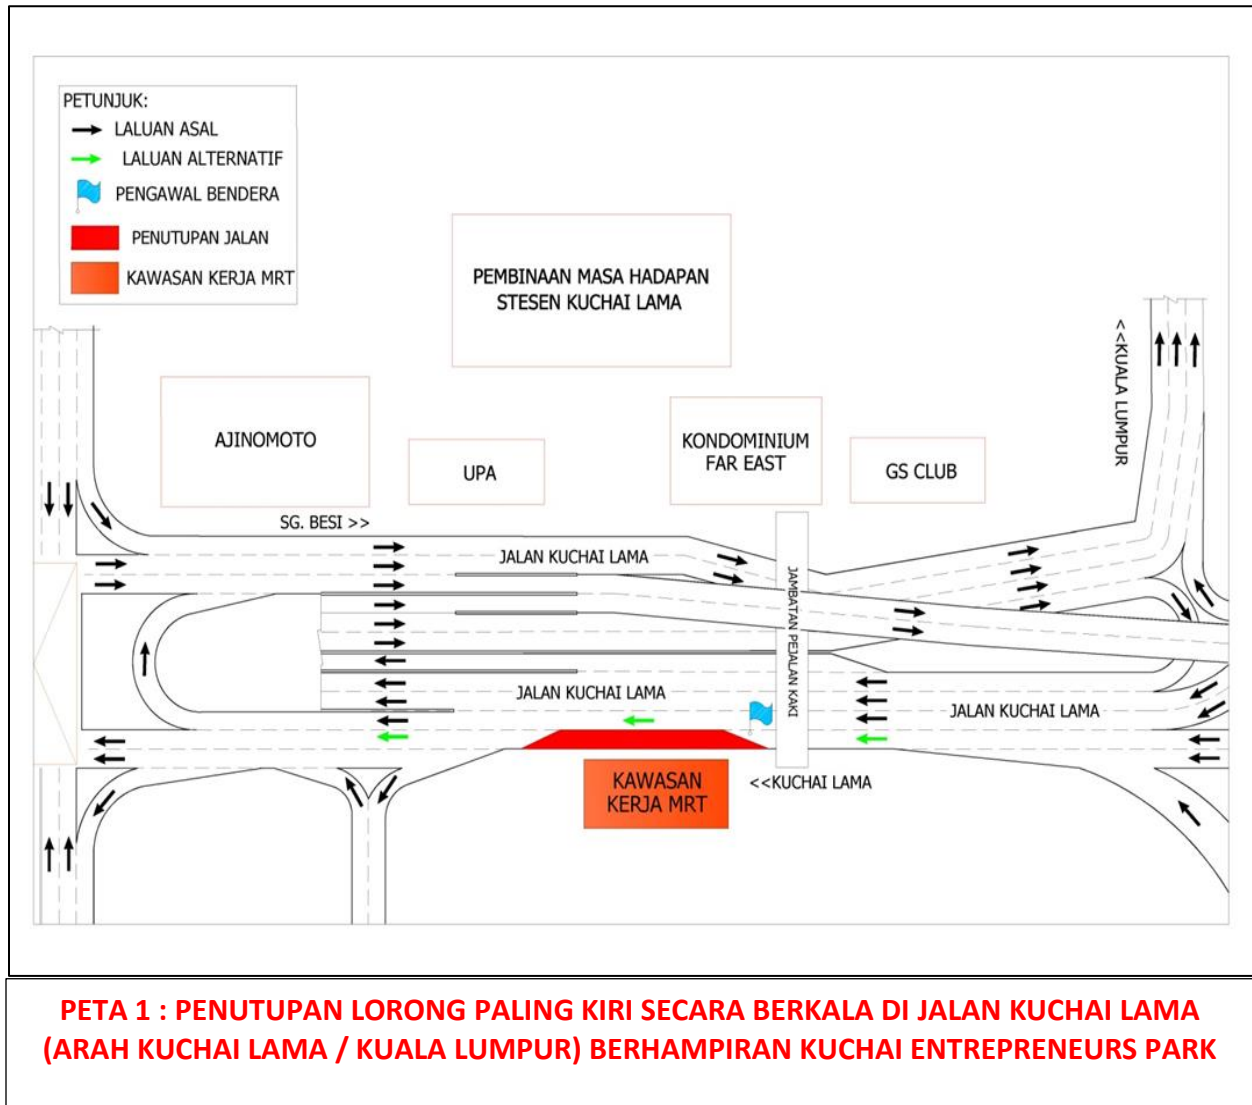 PETUNJUK:
LALUAN ASAL
LALUAN ALTERNATIF
PENGAWAL BENDERA
PENUTUPAN JALAN
KAWASAN KERJA MRT
PEMBINAAN MASA HADAPAN
STESEN KUCHAI LAMA
<<KUALA LUMPUR
AJINOMOTO
UPA
KONDOMINIUM
FAR EAST
GS CLUB
SG. BESI >>
JALAN KUCHAI LAMA
JAMBATAN PEJALAN KAKI
JALAN KUCHAI LAMA
JALAN KUCHAI LAMA
KAWASAN
KERJA MRT
<<KUCHAI LAMA
PETA 1 : PENUTUPAN LORONG PALING KIRI SECARA BERKALA DI JALAN KUCHAI LAMA
(ARAH KUCHAI LAMA / KUALA LUMPUR) BERHAMPIRAN KUCHAI ENTREPRENEURS PARK